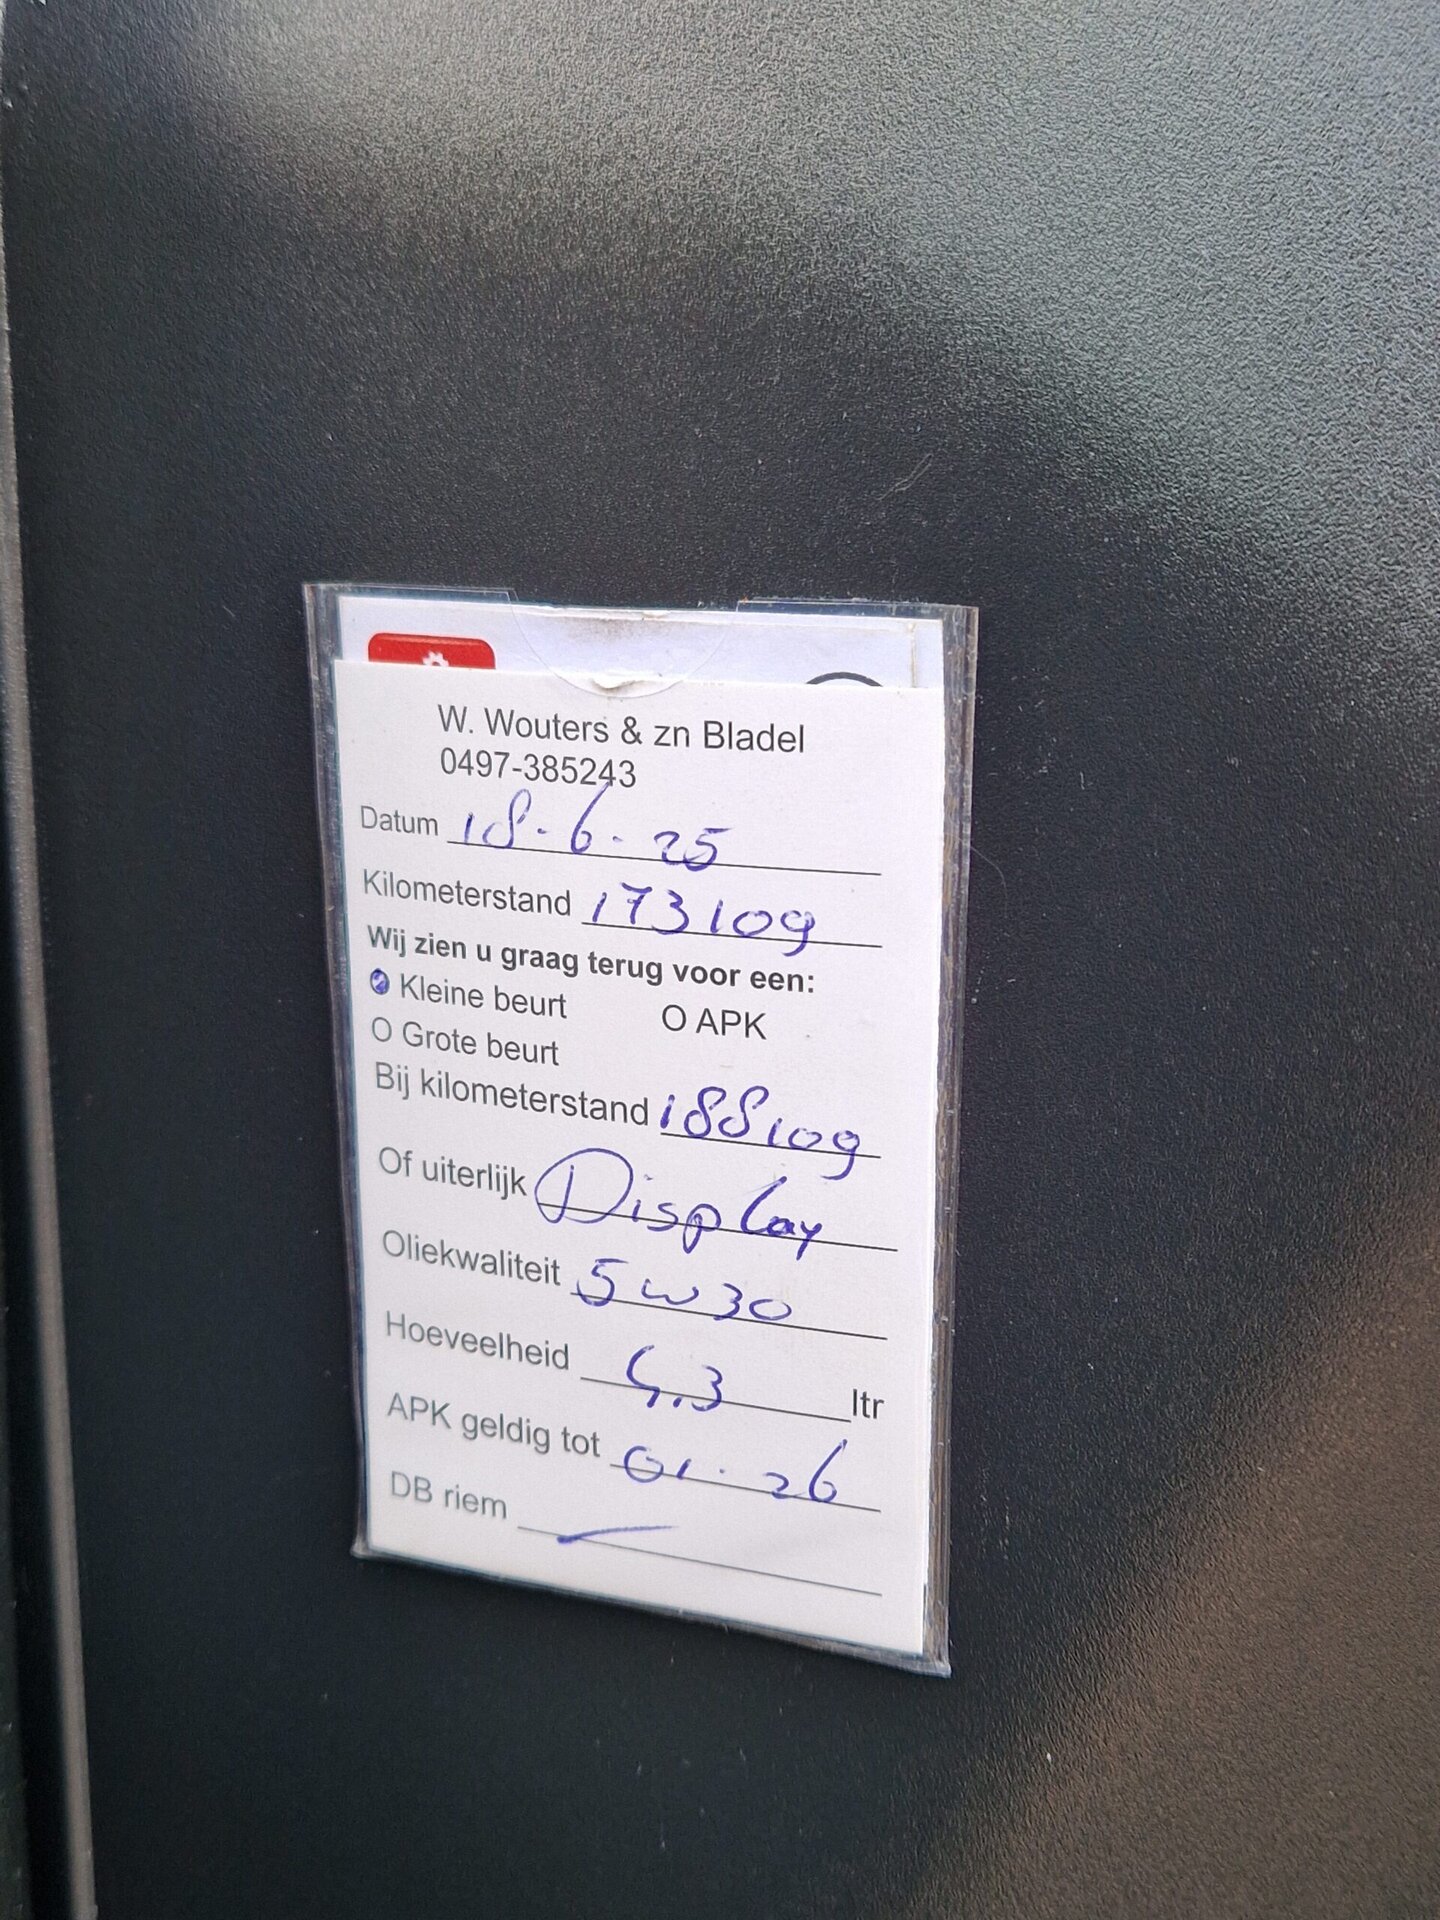 W. Wouters & zn Bladel
0497-385243
Datum 18-6-25
Kilometerstand 173109
Wij zien u graag terug voor een:
Kleine beurt O APK
O Grote beurt
Bij kilometerstand 188109
Of uiterlijk Display
Oliekwaliteit 5w30
Hoeveelheid 4.3 ltr
APK geldig tot 01-26
DB riem —